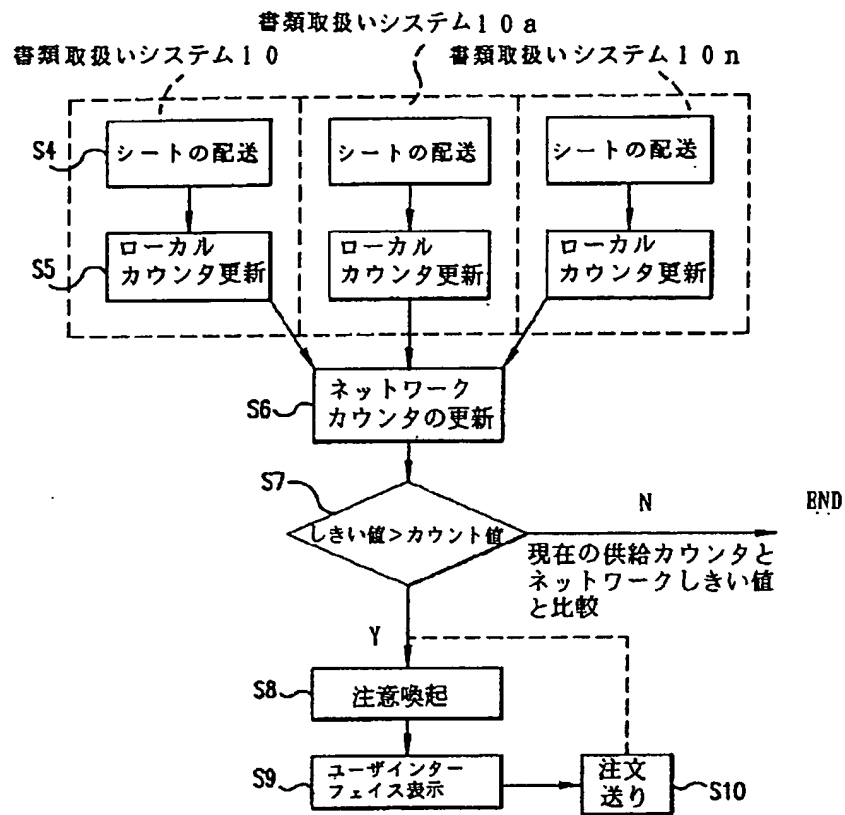 書類取扱いシステム10a
書類取扱いシステム10
書類取扱いシステム10n
S4
シートの配送
シートの配送
シートの配送
S5
ローカル
カウンタ更新
ローカル
カウンタ更新
ローカル
カウンタ更新
S6
ネットワーク
カウンタの更新
S7
しきい値>カウント値
N
END
現在の供給カウンタと
ネットワークしきい値
と比較
Y
S8
注意喚起
S9
ユーザインター
フェイス表示
注文
送り
S10